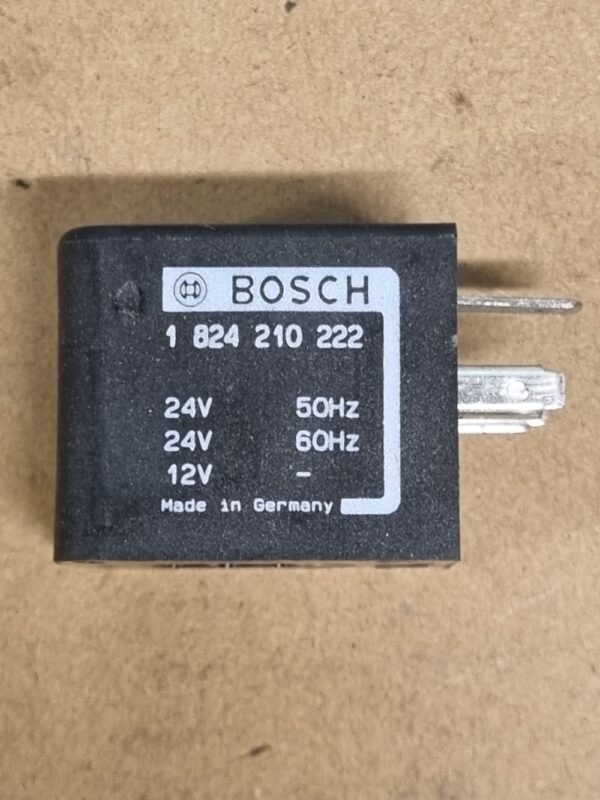 BOSCH
1 824 210 222
24V 50Hz
24V 60Hz
12V -
Made in Germany